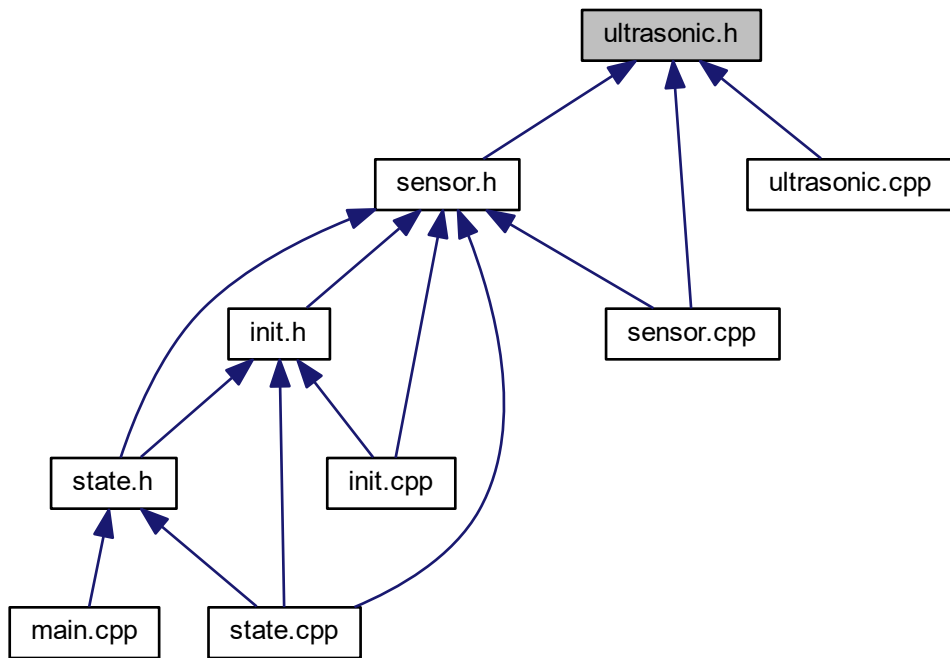 ultrasonic.h
sensor.h
ultrasonic.cpp
init.h
sensor.cpp
state.h
init.cpp
main.cpp
state.cpp